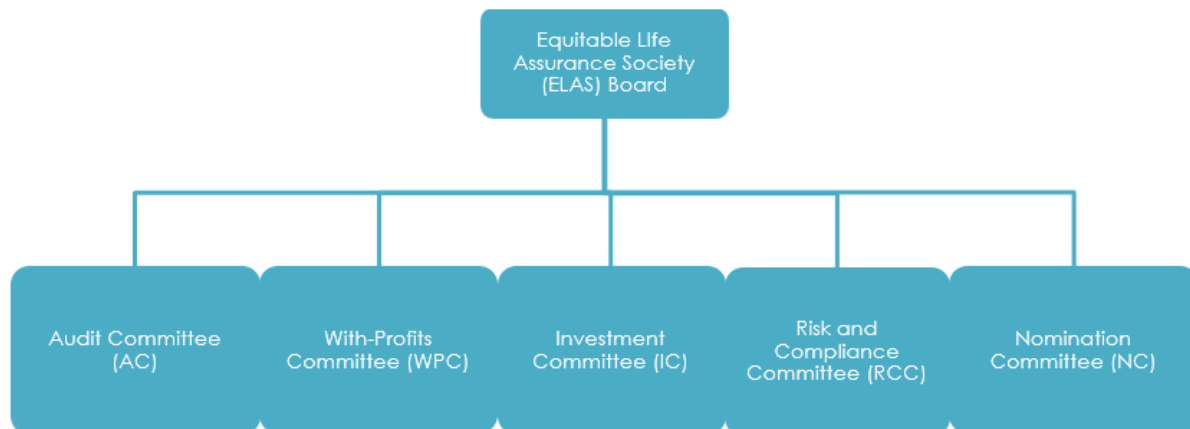 Equitable LIfe
Assurance Society
(ELAS) Board
Audit Committee
(AC)
With-Profits
Committee (WPC)
Investment
Committee (IC)
Risk and
Compliance
Committee (RCC)
Nomination
Committee (NC)